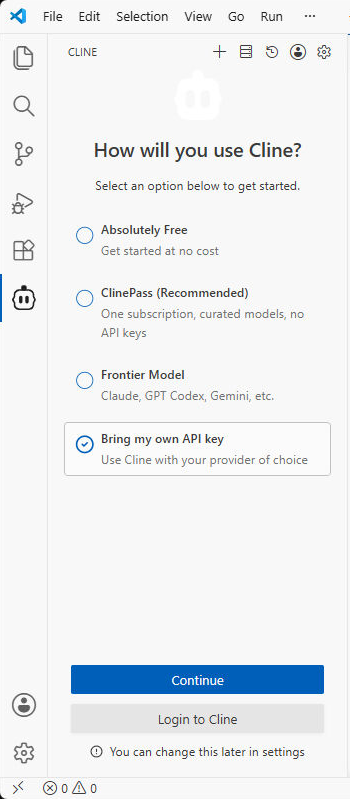 File Edit Selection View Go Run ···
CLINE
How will you use Cline?
Select an option below to get started.
Absolutely Free
Get started at no cost
ClinePass (Recommended)
One subscription, curated models, no
API keys
Frontier Model
Claude, GPT Codex, Gemini, etc.
Bring my own API key
Use Cline with your provider of choice
Continue
Login to Cline
You can change this later in settings
0 0